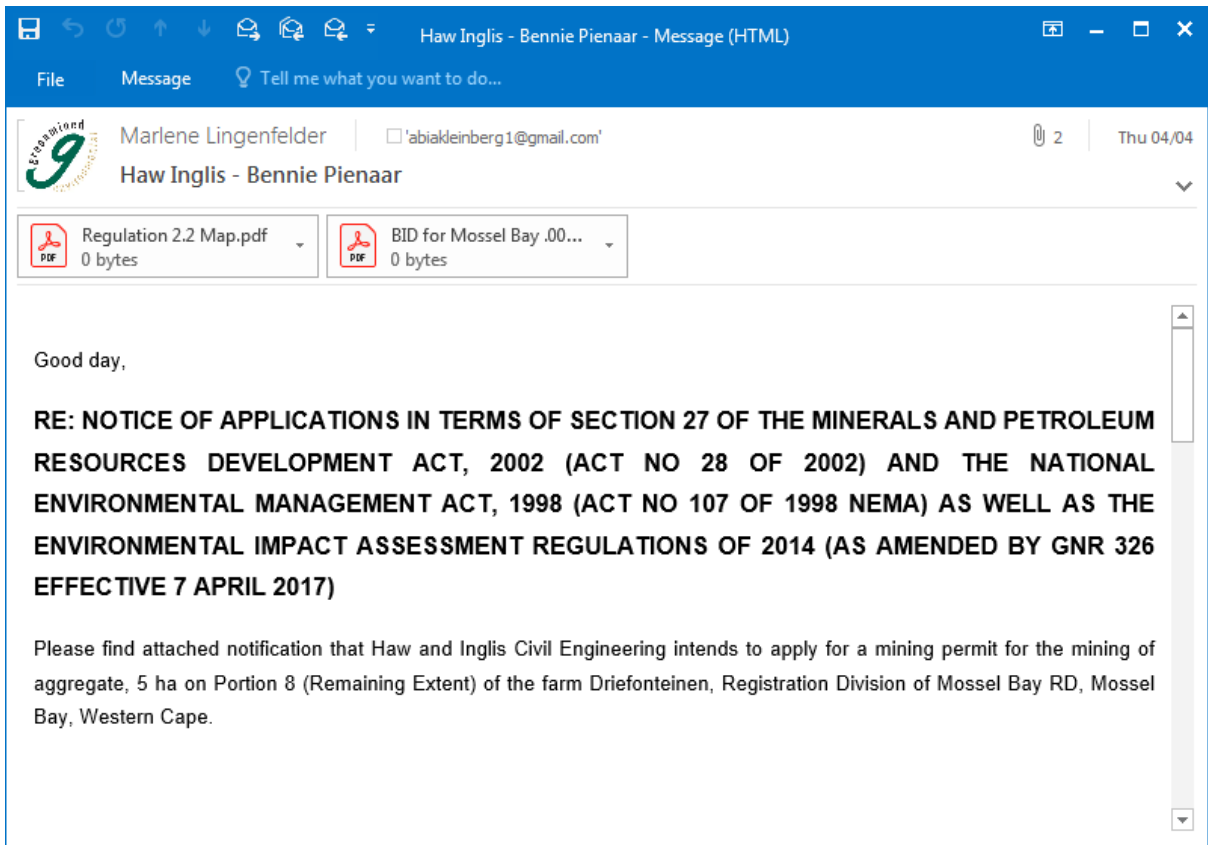 Haw Inglis - Bennie Pienaar - Message (HTML)
File Message Tell me what you want to do...
Marlene Lingenfelder 'abiakleinberg1@gmail.com' 2 Thu 04/04
Haw Inglis - Bennie Pienaar
Regulation 2.2 Map.pdf
0 bytes
BID for Mossel Bay .00...
0 bytes
PDF
PDF
Good day,
RE: NOTICE OF APPLICATIONS IN TERMS OF SECTION 27 OF THE MINERALS AND PETROLEUM
RESOURCES DEVELOPMENT ACT, 2002 (ACT NO 28 OF 2002) AND THE NATIONAL
ENVIRONMENTAL MANAGEMENT ACT, 1998 (ACT NO 107 OF 1998 NEMA) AS WELL AS THE
ENVIRONMENTAL IMPACT ASSESSMENT REGULATIONS OF 2014 (AS AMENDED BY GNR 326
EFFECTIVE 7 APRIL 2017)
Please find attached notification that Haw and Inglis Civil Engineering intends to apply for a mining permit for the mining of
aggregate, 5 ha on Portion 8 (Remaining Extent) of the farm Driefonteinen, Registration Division of Mossel Bay RD, Mossel
Bay, Western Cape.